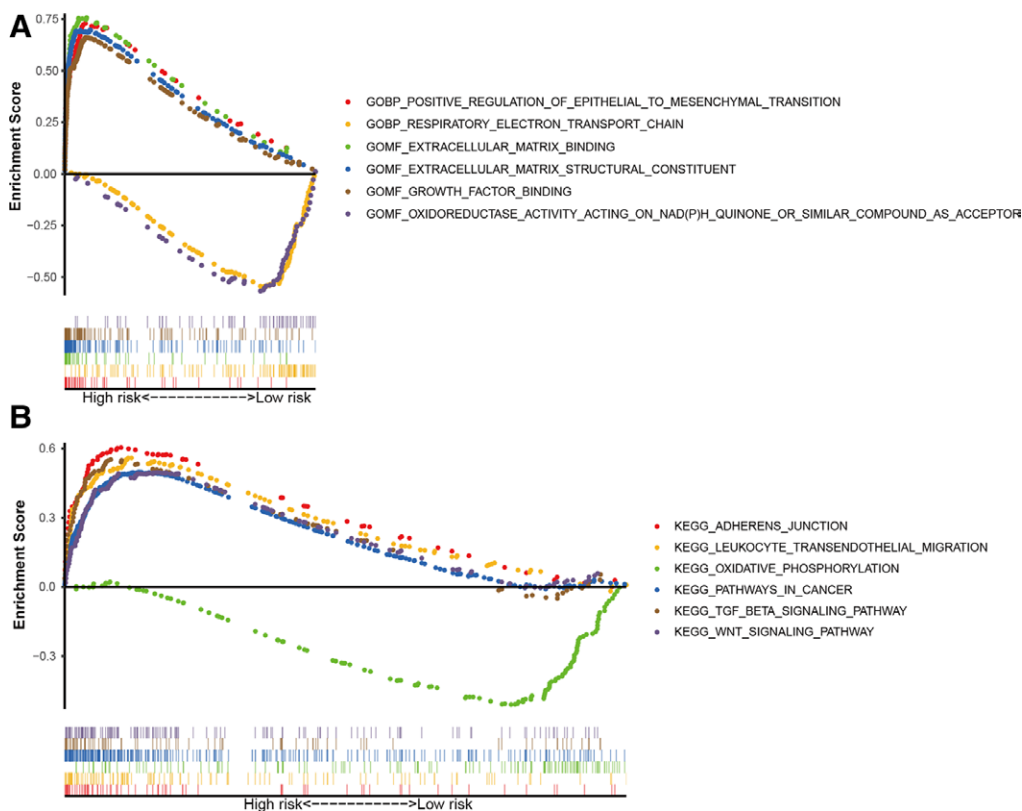 A
Enrichment Score
0.75
0.50
0.25
0.00
−0.25
−0.50
GOBP_POSITIVE_REGULATION_OF_EPITHELIAL_TO_MESENCHYMAL_TRANSITION
GOBP_RESPIRATORY_ELECTRON_TRANSPORT_CHAIN
GOMF_EXTRACELLULAR_MATRIX_BINDING
GOMF_EXTRACELLULAR_MATRIX_STRUCTURAL_CONSTITUENT
GOMF_GROWTH_FACTOR_BINDING
GOMF_OXIDOREDUCTASE_ACTIVITY_ACTING_ON_NAD(P)H_QUINONE_OR_SIMILAR_COMPOUND_AS_ACCEPTOR
High risk<------------->Low risk
B
Enrichment Score
0.6
0.3
0.0
−0.3
KEGG_ADHERENS_JUNCTION
KEGG_LEUKOCYTE_TRANSENDOTHELIAL_MIGRATION
KEGG_OXIDATIVE_PHOSPHORYLATION
KEGG_PATHWAYS_IN_CANCER
KEGG_TGF_BETA_SIGNALING_PATHWAY
KEGG_WNT_SIGNALING_PATHWAY
High risk<------------->Low risk